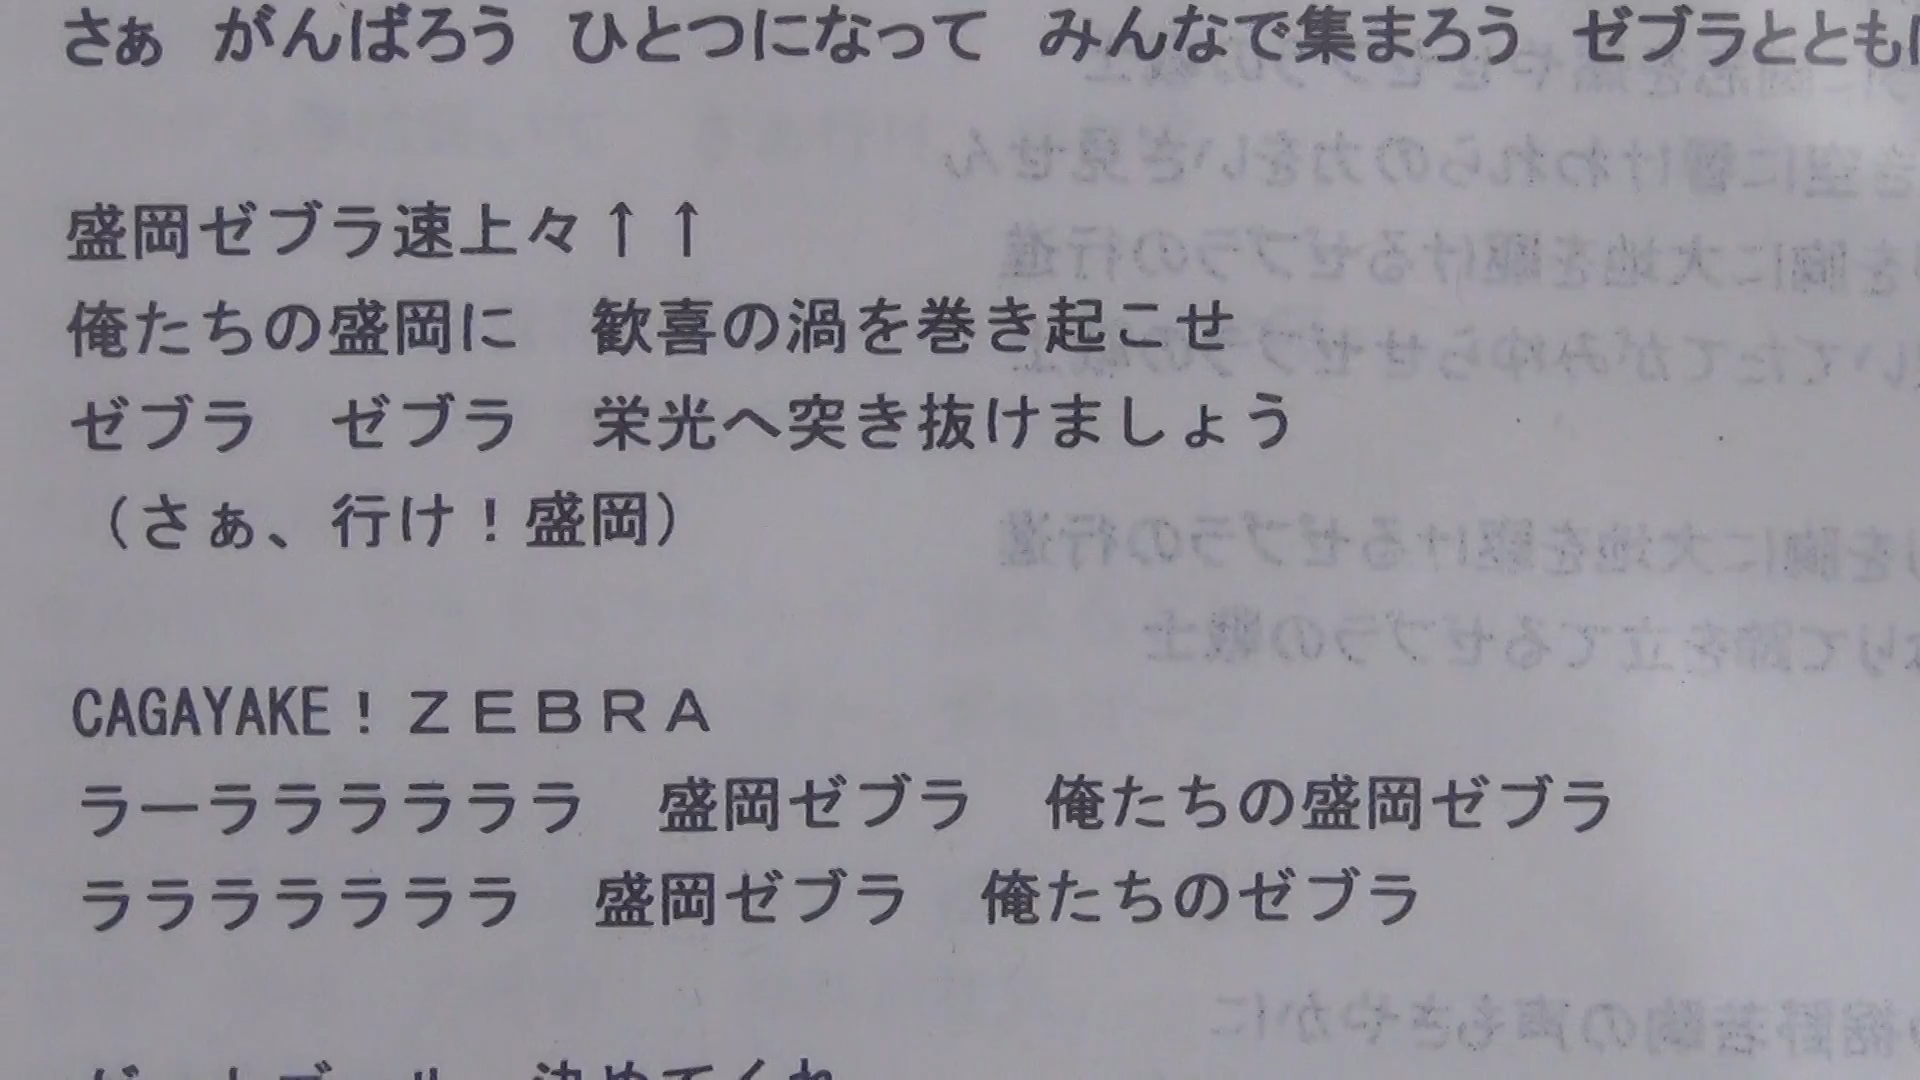 さぁ　がんばろう　ひとつになって　みんなで集まろう　ゼブラととも
盛岡ゼブラ速上々↑↑
俺たちの盛岡に　歓喜の渦を巻き起こせ
ゼブラ　ゼブラ　栄光へ突き抜けましょう
（さぁ、行け！盛岡）
CAGAYAKE！ＺＥＢＲＡ
ラーララララララ　盛岡ゼブラ　俺たちの盛岡ゼブラ
ラララララララ　盛岡ゼブラ　俺たちのゼブラ